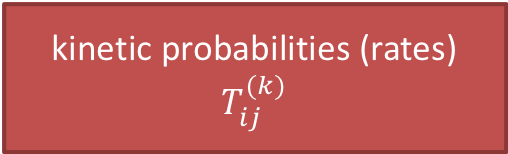 kinetic probabilities (rates)
𝑇_{𝑖𝑗}^{(𝑘)}